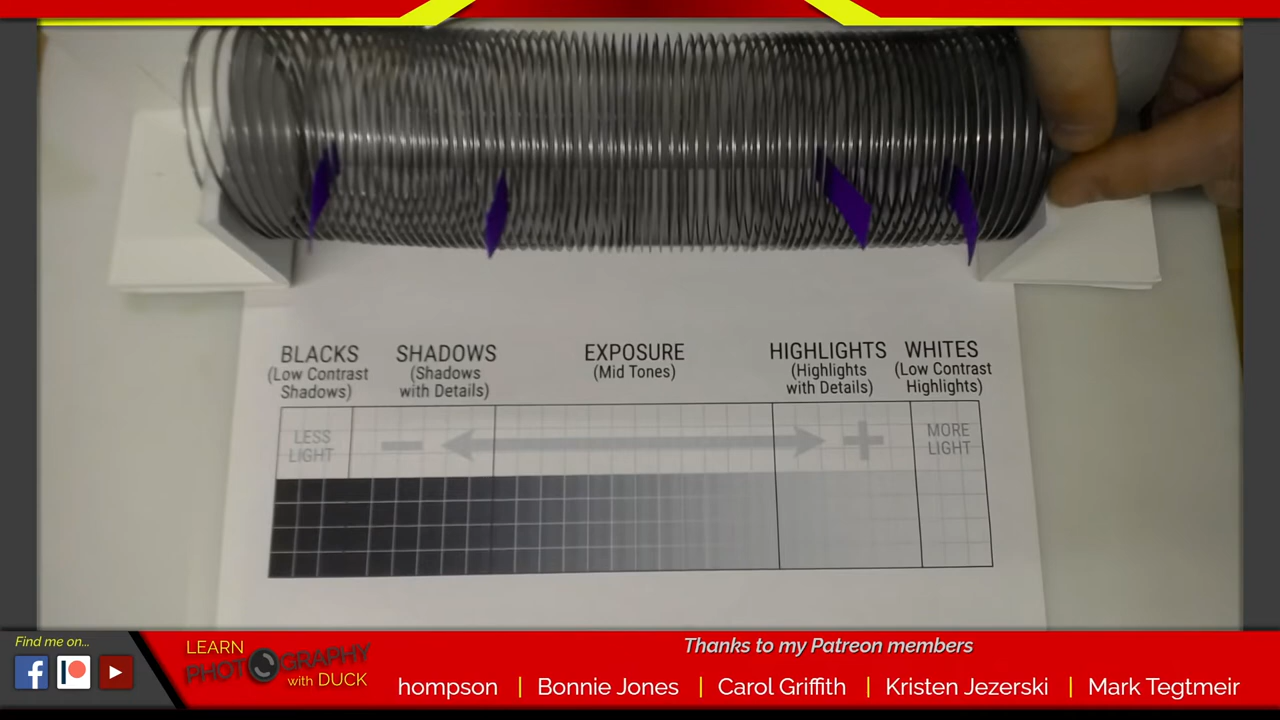 BLACKS
(Low Contrast
Shadows)
SHADOWS
(Shadows
with Details)
EXPOSURE
(Mid Tones)
HIGHLIGHTS
(Highlights
with Details)
WHITES
(Low Contrast
Highlights)
LESS
LIGHT
MORE
LIGHT
Find me on...
LEARN
PHOTOGRAPHY
with DUCK
Thanks to my Patreon members
hompson | Bonnie Jones | Carol Griffith | Kristen Jezerski | Mark Tegtmeir